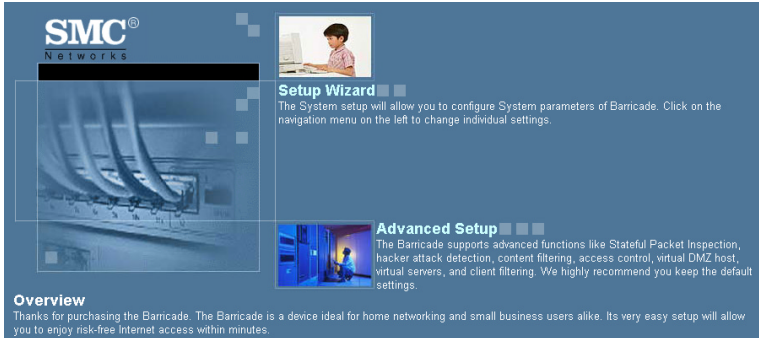 SMC®
Networks
Setup Wizard
The System setup will allow you to configure System parameters of Barricade. Click on the
navigation menu on the left to change individual settings.
Advanced Setup
The Barricade supports advanced functions like Stateful Packet Inspection,
hacker attack detection, content filtering, access control, virtual DMZ host,
virtual servers, and client filtering. We highly recommend you keep the default
settings.
Overview
Thanks for purchasing the Barricade. The Barricade is a device ideal for home networking and small business users alike. Its very easy setup will allow
you to enjoy risk-free Internet access within minutes.